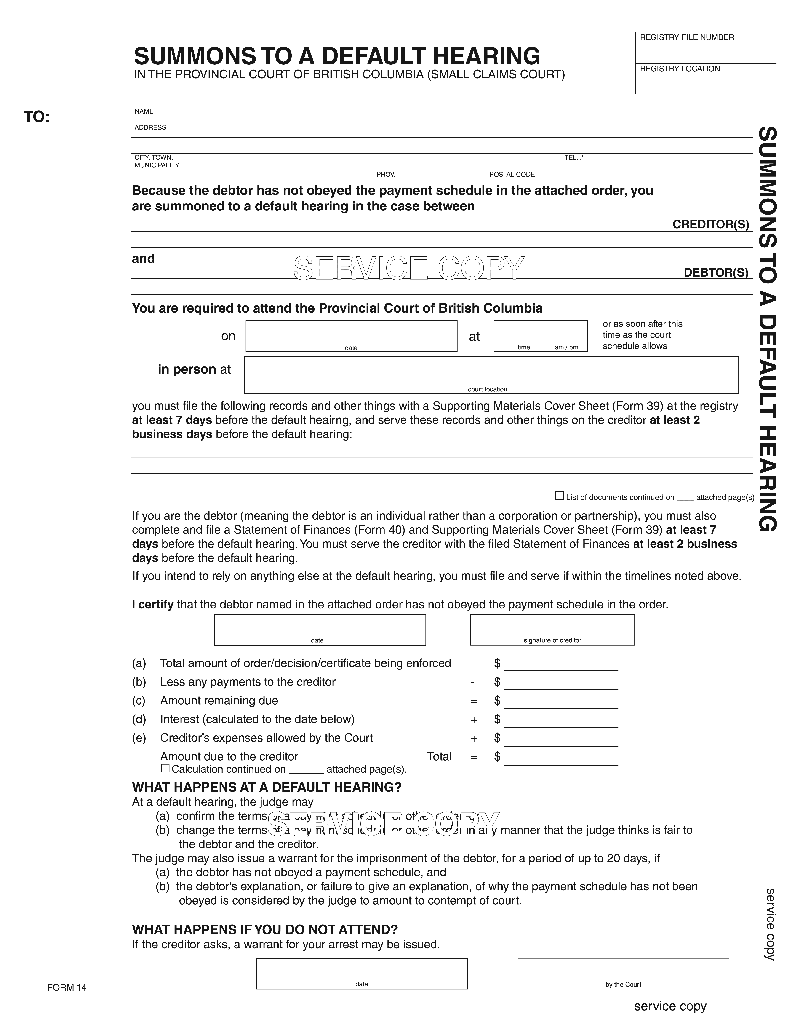 REGISTRY FILE NUMBER
SUMMONS TO A DEFAULT HEARING
IN THE PROVINCIAL COURT OF BRITISH COLUMBIA (SMALL CLAIMS COURT)
REGISTRY LOCATION
TO:
NAME
ADDRESS
CITY, TOWN, TEL.
MUNICIPALITY
PROV. POSTAL CODE
Because the debtor has not obeyed the payment schedule in the attached order, you
are summoned to a default hearing in the case between
CREDITOR(S)
and
SERVICE COPY
DEBTOR(S)
You are required to attend the Provincial Court of British Columbia
on
date
at
time am / pm
or as soon after this
time as the court
schedule allows
in person at
court location
you must file the following records and other things with a Supporting Materials Cover Sheet (Form 39) at the registry
at least 7 days before the default hearing, and serve these records and other things on the creditor at least 2
business days before the default hearing:
List of documents continued on ____ attached page(s)
If you are the debtor (meaning the debtor is an individual rather than a corporation or partnership), you must also
complete and file a Statement of Finances (Form 40) and Supporting Materials Cover Sheet (Form 39) at least 7
days before the default hearing. You must serve the creditor with the filed Statement of Finances at least 2 business
days before the default hearing.
If you intend to rely on anything else at the default hearing, you must file and serve if within the timelines noted above.
I certify that the debtor named in the attached order has not obeyed the payment schedule in the order.
date
signature of creditor
(a) Total amount of order/decision/certificate being enforced $
(b) Less any payments to the creditor - $
(c) Amount remaining due = $
(d) Interest (calculated to the date below) + $
(e) Creditor's expenses allowed by the Court + $
Amount due to the creditor Total = $
Calculation continued on ______ attached page(s).
WHAT HAPPENS AT A DEFAULT HEARING?
At a default hearing, the judge may
(a) confirm the terms of a payment schedule or other order
(b) change the terms of a payment schedule or other order in any manner that the judge thinks is fair to
the debtor and the creditor.
SERVICE COPY
The judge may also issue a warrant for the imprisonment of the debtor, for a period of up to 20 days, if
(a) the debtor has not obeyed a payment schedule, and
(b) the debtor's explanation, or failure to give an explanation, of why the payment schedule has not been
obeyed is considered by the judge to amount to contempt of court.
WHAT HAPPENS IF YOU DO NOT ATTEND?
If the creditor asks, a warrant for your arrest may be issued.
date
by the Court
FORM 14
service copy
SUMMONS TO A DEFAULT HEARING
service copy